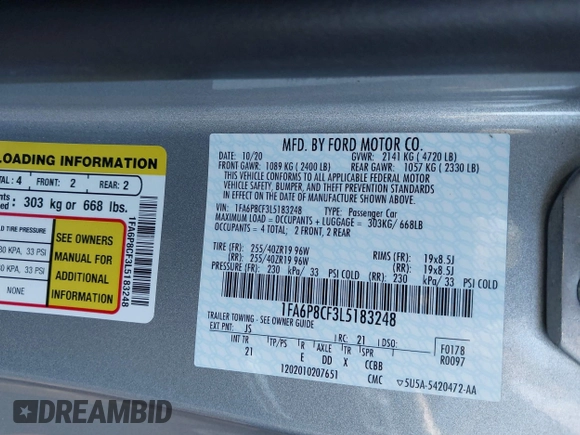 LOADING INFORMATION
TAL: 4 FRONT: 2 REAR: 2
303 kg or 668 lbs.
TIRE PRESSURE
KPA, 33 PSI
KPA, 33 PSI
NONE
SEE OWNERS
MANUAL FOR
ADDITIONAL
INFORMATION
1FA6P8CF3L5183248
MFD. BY FORD MOTOR CO.
DATE: 10/20 GVWR: 2141 KG ( 4720 LB)
FRONT GAWR: 1089 KG ( 2400 LB) REAR GAWR: 1057 KG ( 2330 LB)
THIS VEHICLE CONFORMS TO ALL APPLICABLE FEDERAL MOTOR
VEHICLE SAFETY, BUMPER, AND THEFT PREVENTION STANDARDS
IN EFFECT ON THE DATE OF MANUFACTURE SHOWN ABOVE.
VIN: 1FA6P8CF3L5183248 TYPE: Passenger Car
MAXIMUM LOAD = OCCUPANTS + LUGGAGE = 303KG/ 668LB
OCCUPANTS = 4 TOTAL; 2 FRONT, 2 REAR
TIRE (FR): 255/40ZR19 96W RIMS (FR): 19x8.5J
(RR): 255/40ZR19 96W (RR): 19x8.5J
PRESSURE (FR): 230 kPa/ 33 PSI COLD (RR): 230 kPa/ 33 PSI COLD
1FA6P8CF3L5183248
TRAILER TOWING - SEE OWNER GUIDE
EXT PNT: JS RC: 21 DSO: F0178
INT TR TP/PS R AXLE TR SPR R0097
21 E DD X CCBB
1202010207651 CMC 5U5A-5420472-AA
DREAMBID